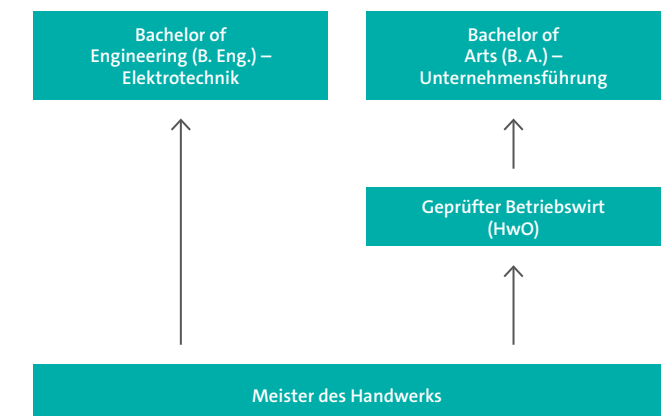 Bachelor of
Engineering (B. Eng.) –
Elektrotechnik
Bachelor of
Arts (B. A.) –
Unternehmensführung
Geprüfter Betriebswirt
(HwO)
Meister des Handwerks